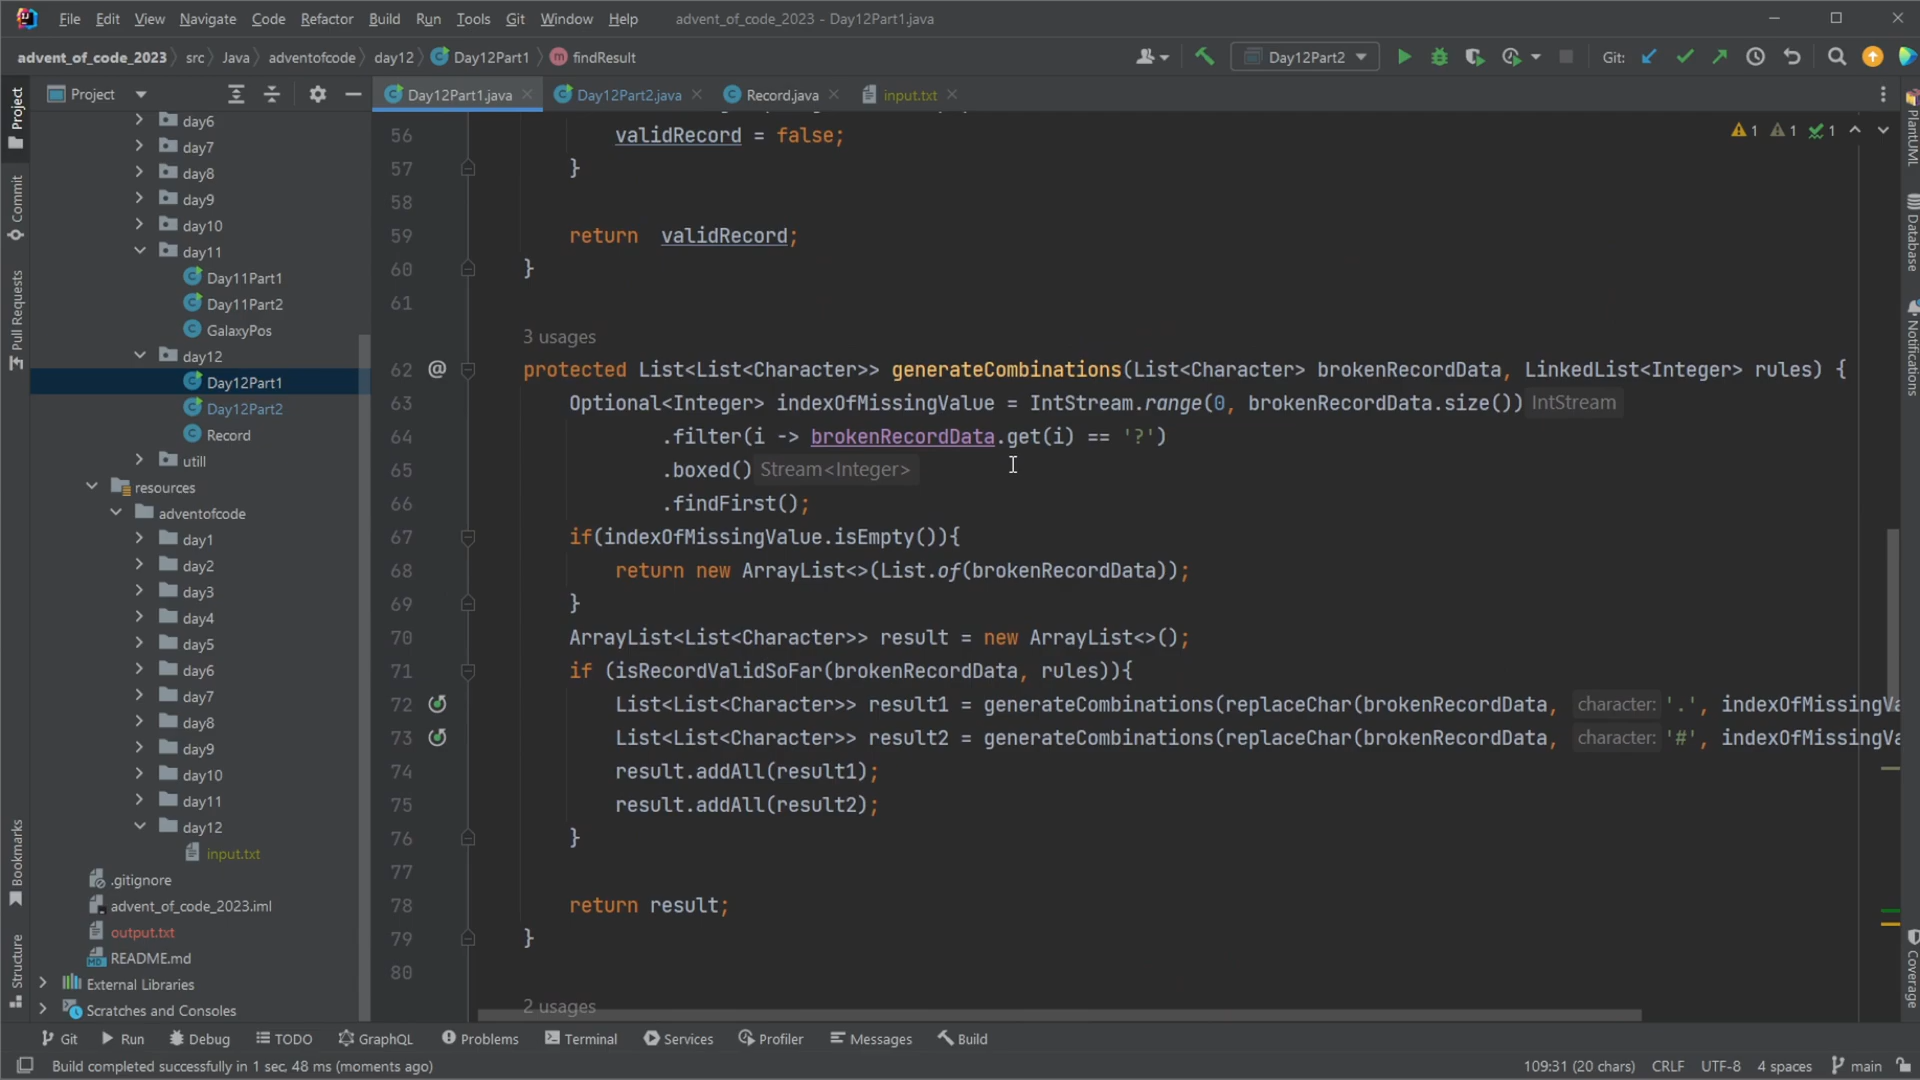 File Edit View Navigate Code Refactor Build Run Tools Git Window Help advent_of_code_2023 - Day12Part1.java
advent_of_code_2023 src Java adventofcode day12 Day12Part1 findResult Day12Part2 Git:
Project
Day12Part1.java Day12Part2.java Record.java input.txt
day6
day7
day8
day9
day10
day11
Day11Part1
Day11Part2
GalaxyPos
day12
Day12Part1
Day12Part2
Record
utill
resources
adventofcode
day1
day2
day3
day4
day5
day6
day7
day8
day9
day10
day11
day12
input.txt
.gitignore
advent_of_code_2023.iml
output.txt
README.md
External Libraries
Scratches and Consoles
Project
Commit
Pull Requests
Bookmarks
Structure
1 1 1
56 validRecord = false;
57 }
58
59 return validRecord;
60 }
61
3 usages
62 @ protected List<List<Character>> generateCombinations(List<Character> brokenRecordData, LinkedList<Integer> rules) {
63 Optional<Integer> indexOfMissingValue = IntStream.range(0, brokenRecordData.size()) IntStream
64 .filter(i -> brokenRecordData.get(i) == '?')
65 .boxed() Stream<Integer>
66 .findFirst();
67 if(indexOfMissingValue.isEmpty()){
68 return new ArrayList<>(List.of(brokenRecordData));
69 }
70 ArrayList<List<Character>> result = new ArrayList<>();
71 if (isRecordValidSoFar(brokenRecordData, rules)){
72 List<List<Character>> result1 = generateCombinations(replaceChar(brokenRecordData, character: '.', indexOfMissingVa
73 List<List<Character>> result2 = generateCombinations(replaceChar(brokenRecordData, character: '#', indexOfMissingVa
74 result.addAll(result1);
75 result.addAll(result2);
76 }
77
78 return result;
79 }
80
2 usages
PlantUML
Database
Notifications
Coverage
Git Run Debug TODO GraphQL Problems Terminal Services Profiler Messages Build
Build completed successfully in 1 sec, 48 ms (moments ago) 109:31 (20 chars) CRLF UTF-8 4 spaces main